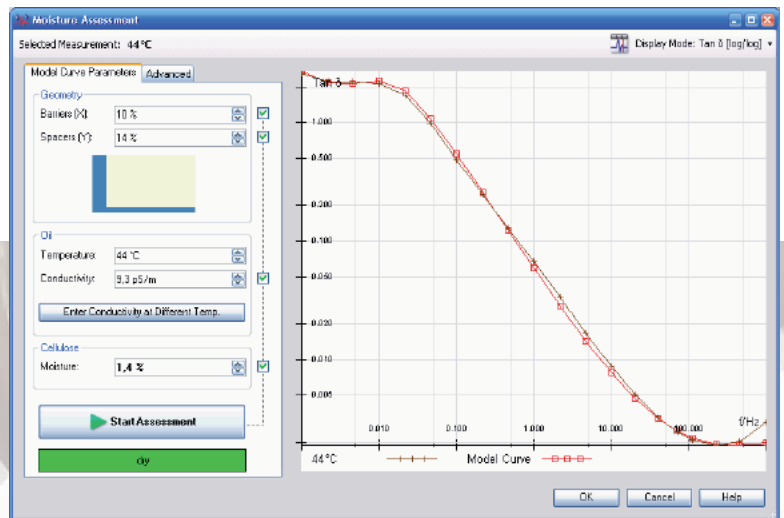 Moisture Assessment
Selected Measurement: 44°C
Display Mode: Tan δ [log/log]
Model Curve Parameters
Advanced
Geometry
Barriers (X):
10 %
Spacers (Y):
14 %
Oil
Temperature:
44 °C
Conductivity:
9,3 pS/m
Enter Conductivity at Different Temp.
Cellulose
Moisture:
1,4 %
Start Assessment
dry
Tan δ
1.000
0.500
0.200
0.100
0.050
0.020
0.010
0.005
0.010
0.100
1.000
10.000
100.000
f/Hz
44°C
Model Curve
OK
Cancel
Help